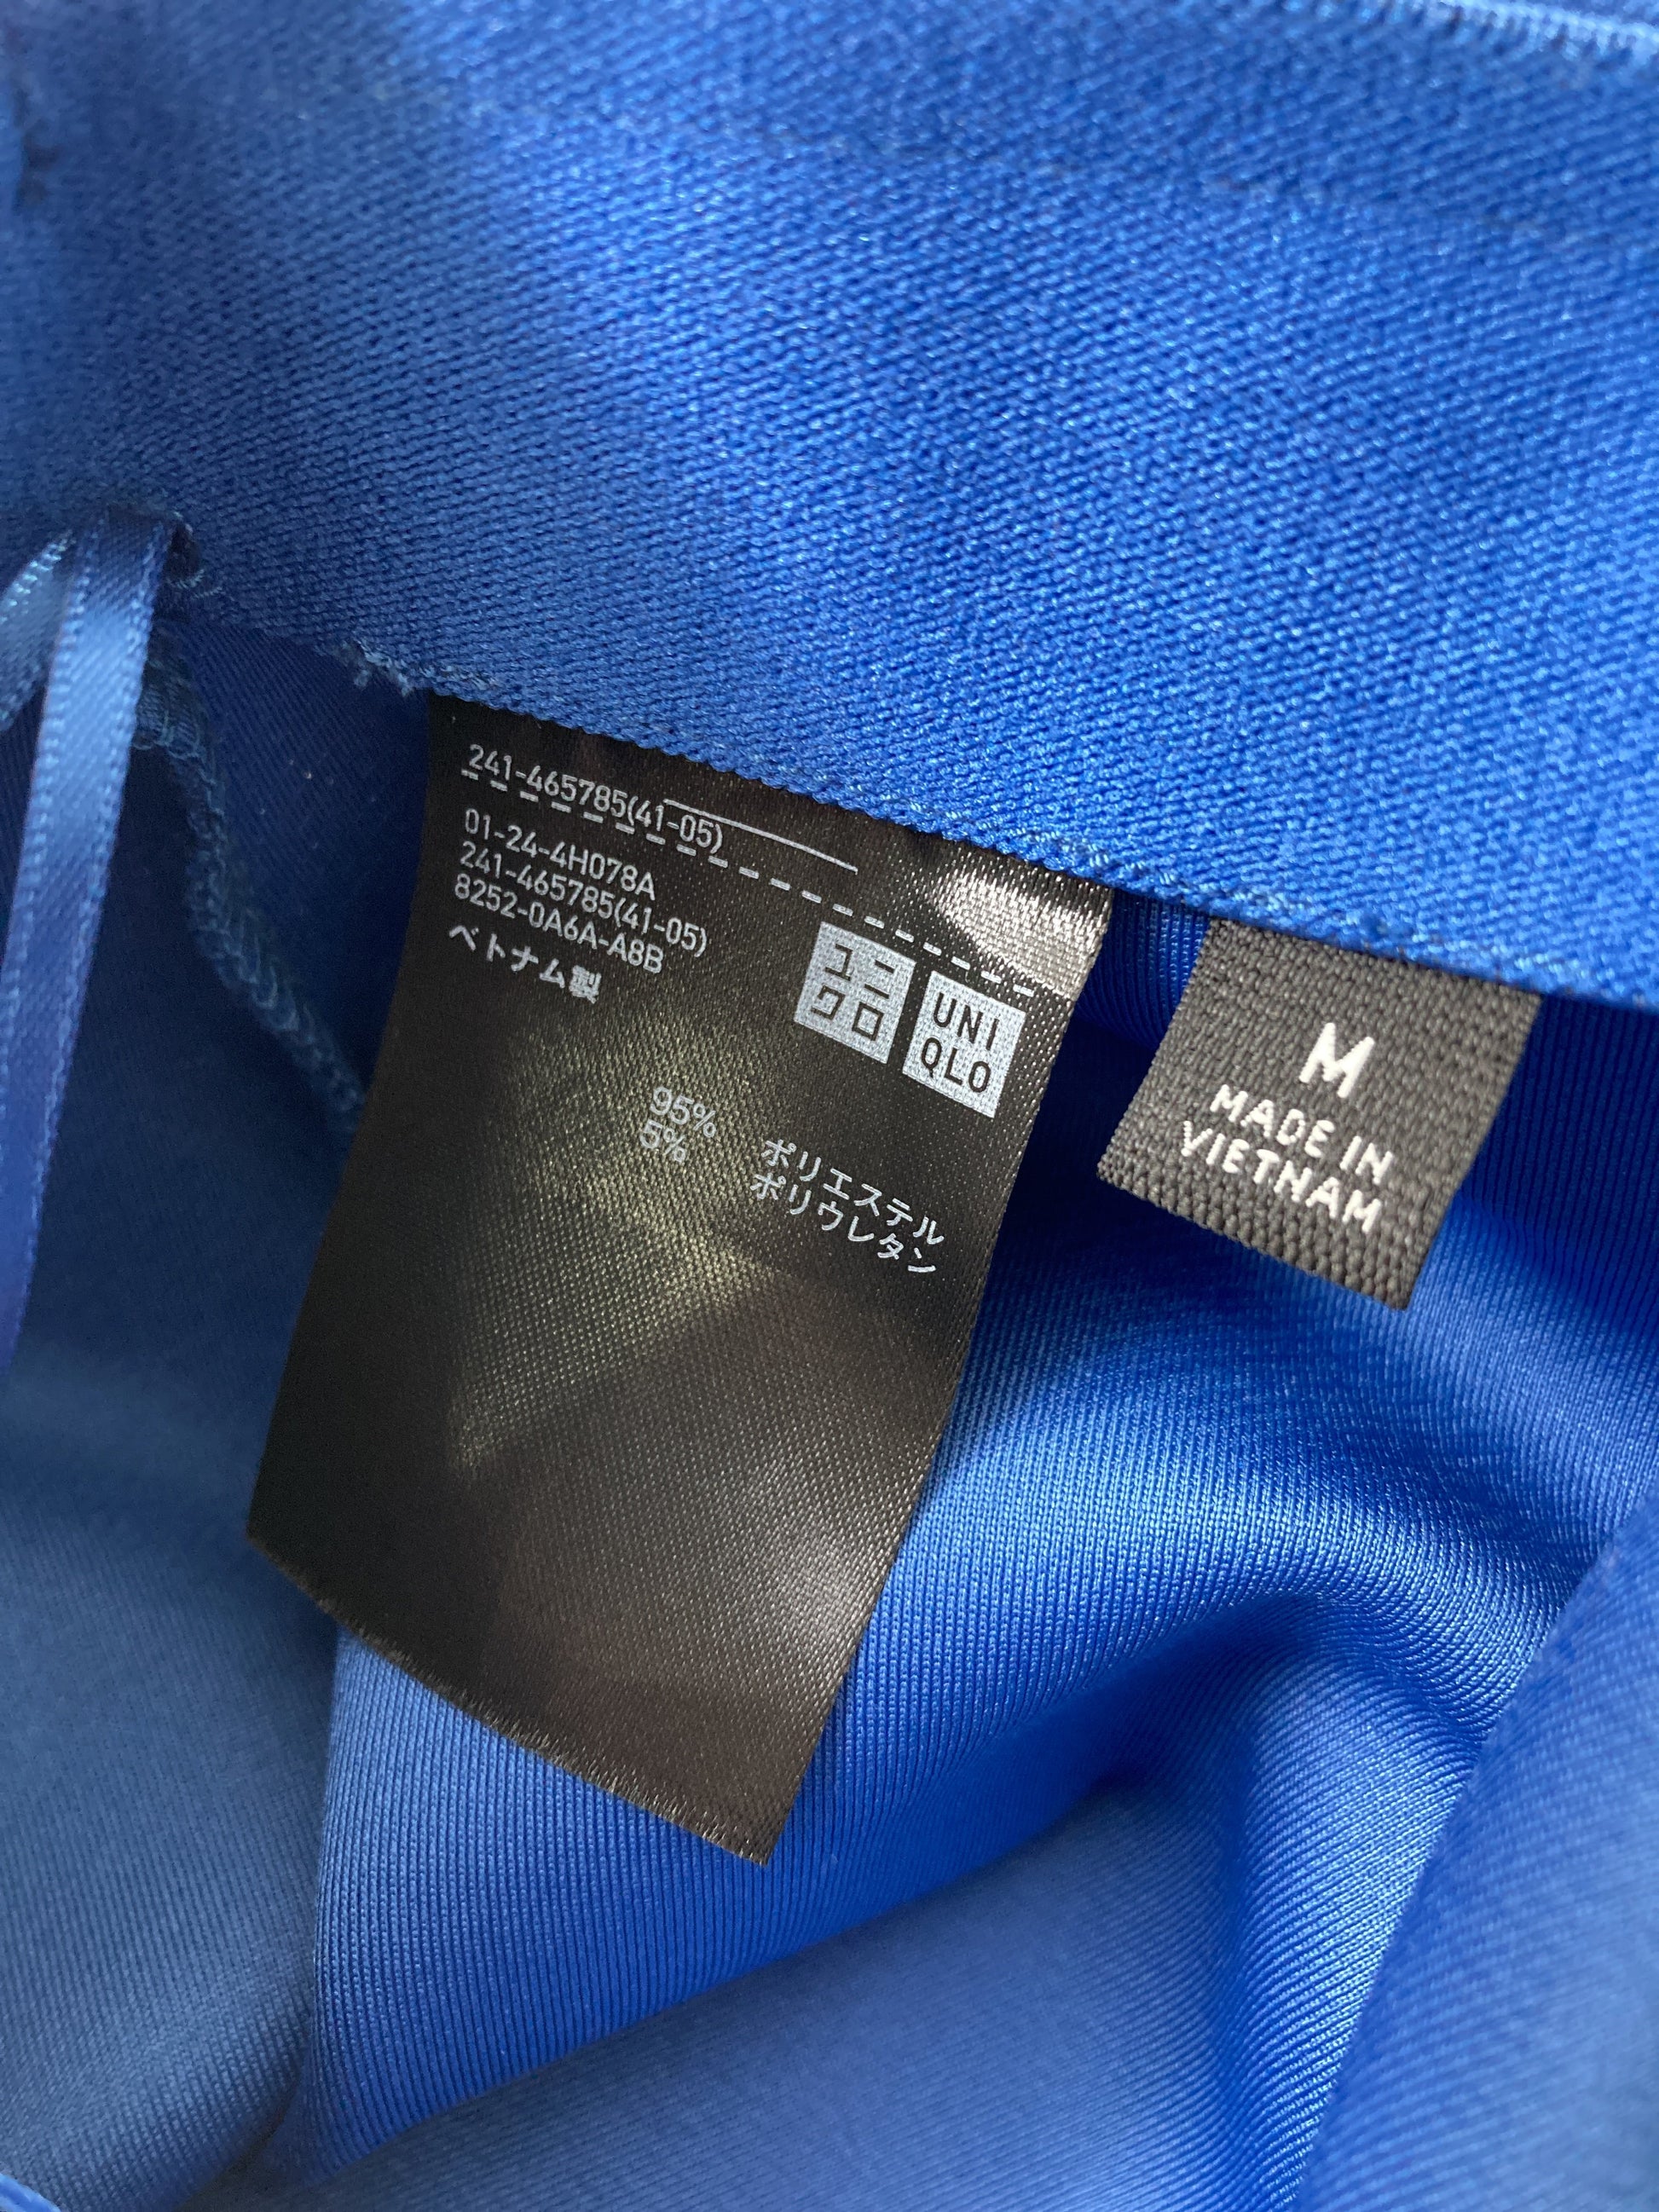 241-465785(41-05)
01-24-4H078A
241-465785(41-05)
8252-0A6A-A8B
ベトナム製
ユニ
クロ
UNI
QLO
95% ポリエステル
5% ポリウレタン
M
MADE IN
VIETNAM